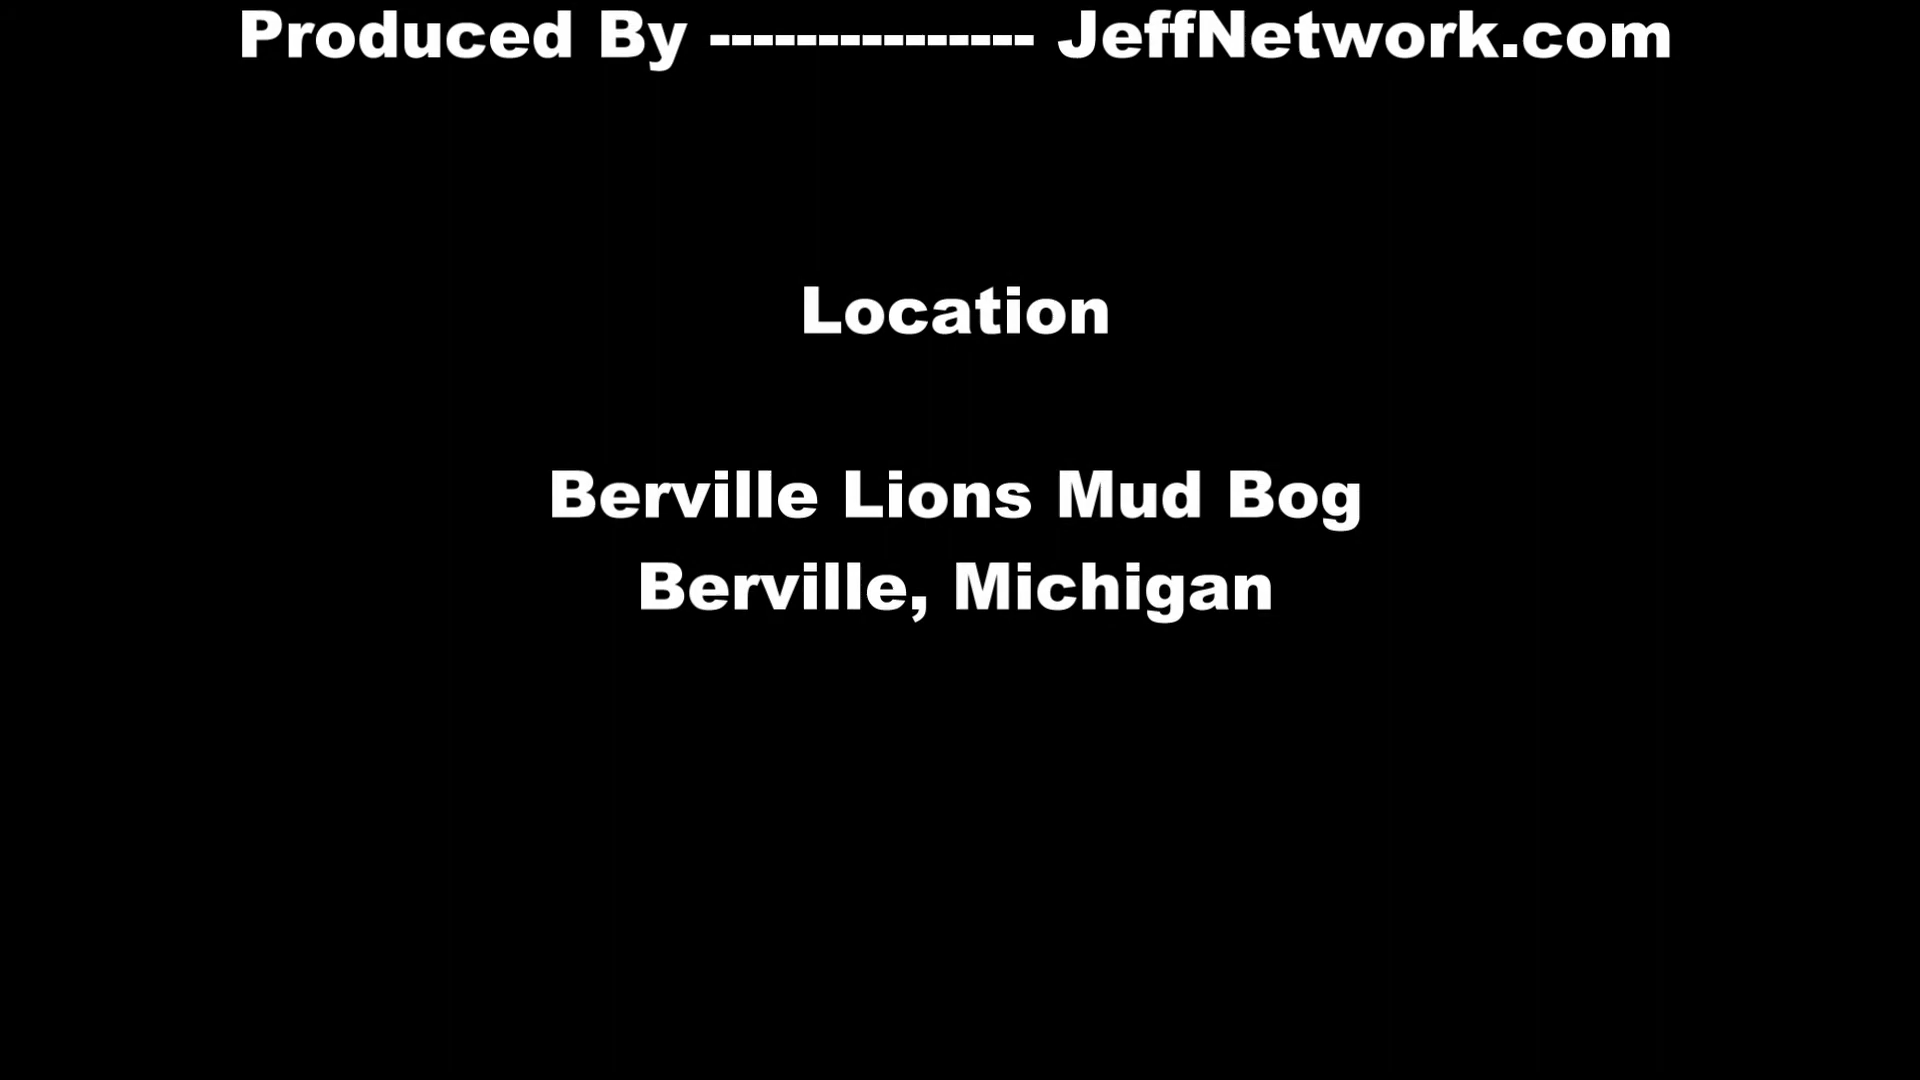 Produced By --------------- JeffNetwork.com
Location
Berville Lions Mud Bog
Berville, Michigan